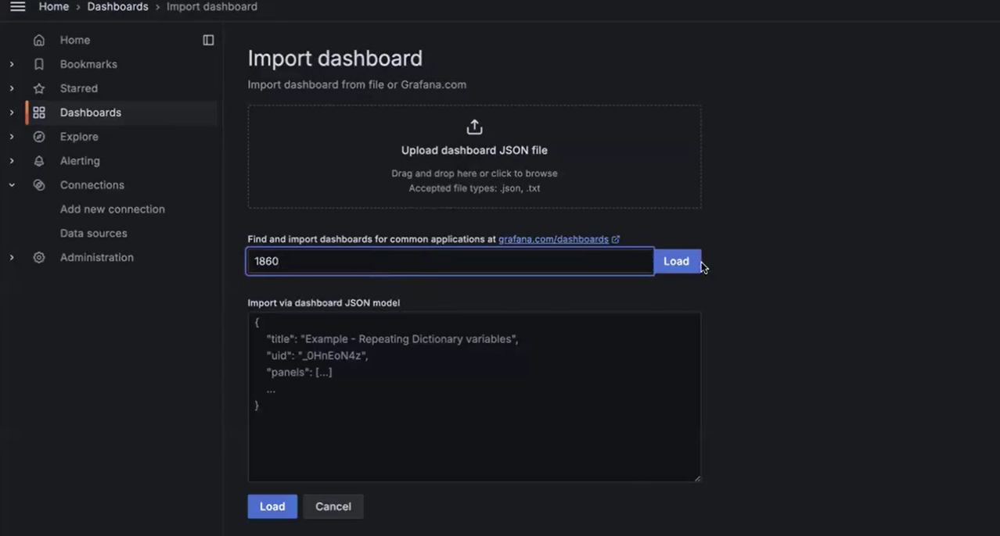 Home › Dashboards › Import dashboard
Home
Bookmarks
Starred
Dashboards
Explore
Alerting
Connections
Add new connection
Data sources
Administration
Import dashboard
Import dashboard from file or Grafana.com
Upload dashboard JSON file
Drag and drop here or click to browse
Accepted file types: .json, .txt
Find and import dashboards for common applications at grafana.com/dashboards
1860 Load
Import via dashboard JSON model
{
"title": "Example - Repeating Dictionary variables",
"uid": "_0HnEoN4z",
"panels": [...]
...
}
Load Cancel